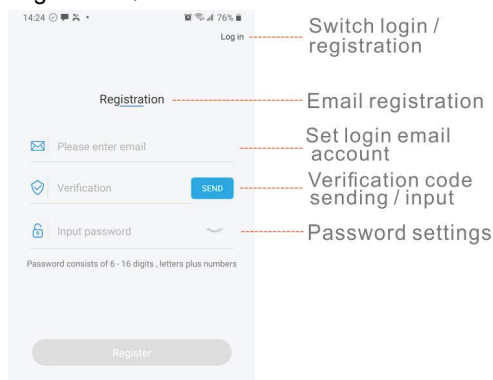 14:24
76%
Log in
Switch login /
registration
Registration
Email registration
Please enter email
Set login email
account
Verification
SEND
Verification code
sending / input
Input password
Password settings
Password consists of 6 - 16 digits , letters plus numbers
Register